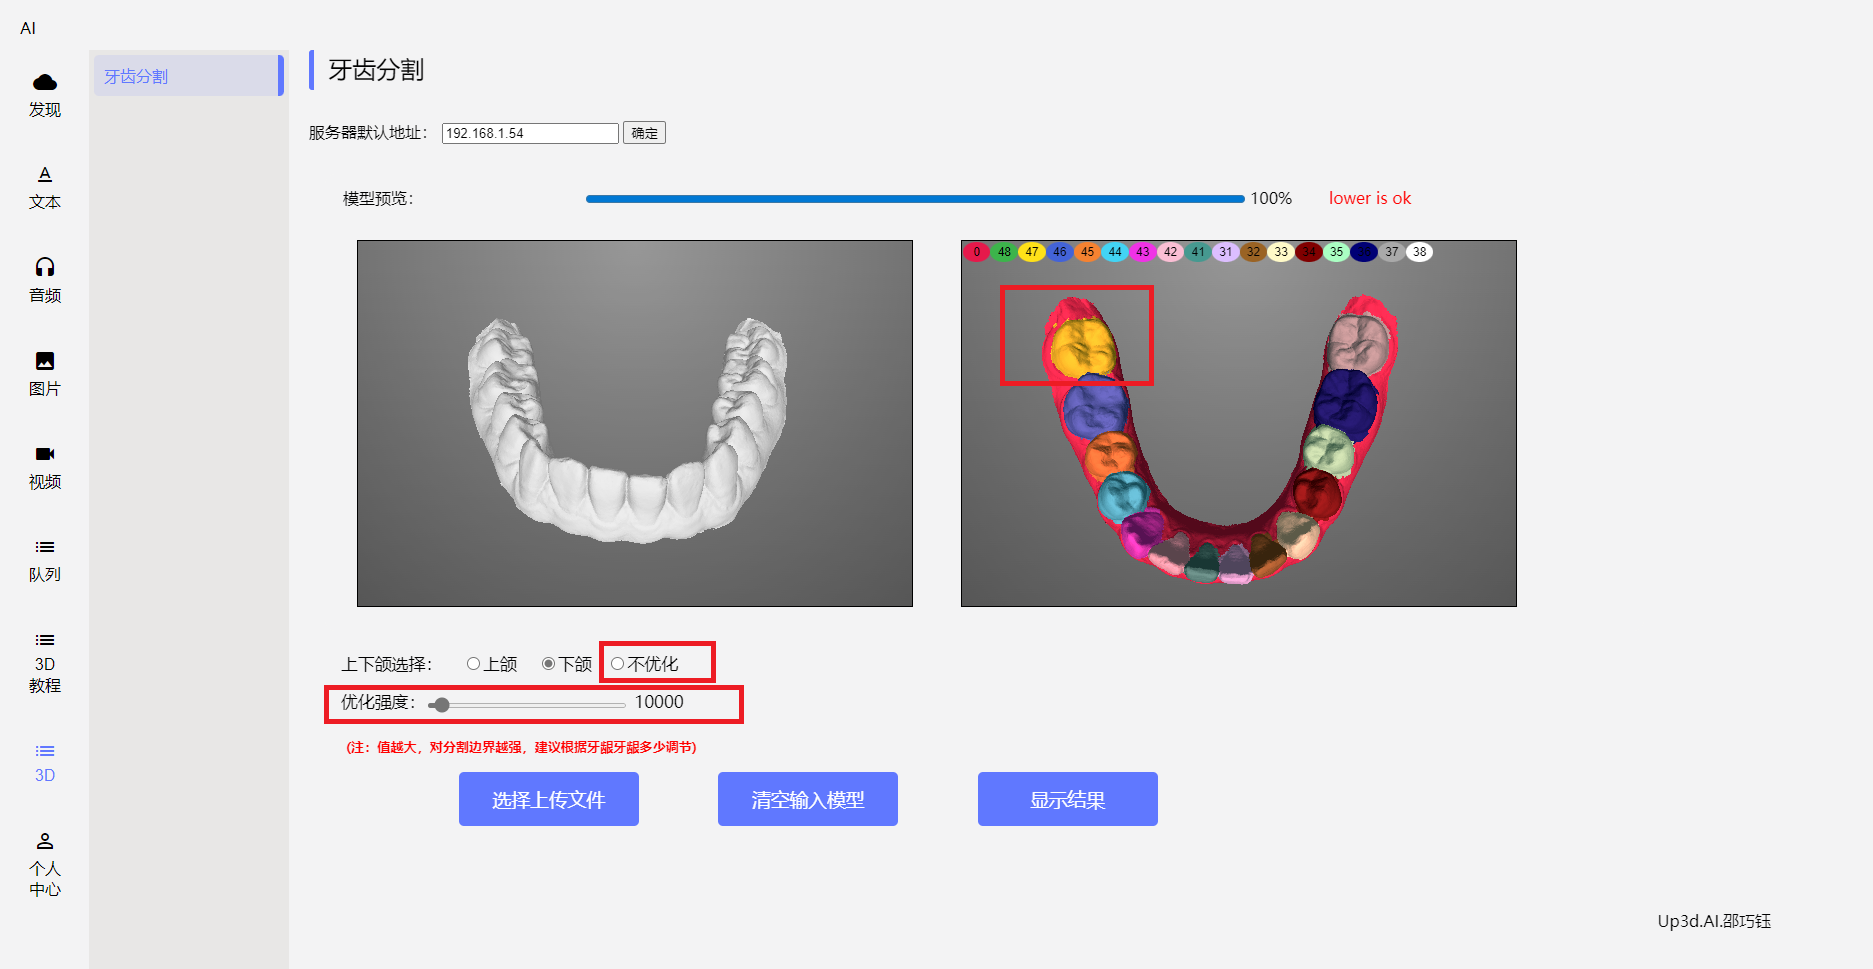 AI
发现
文本
音频
图片
视频
队列
3D
教程
3D
个人
中心
牙齿分割
牙齿分割
服务器默认地址： 192.168.1.54 确定
模型预览： 100% lower is ok
0 48 47 46 45 44 43 42 41 31 32 33 34 35 36 37 38
上下颌选择： 上颌 下颌 不优化
优化强度： 10000
(注：值越大，对分割边界越强，建议根据牙龈牙龈多少调节)
选择上传文件 清空输入模型 显示结果
Up3d.AI.邵巧钰